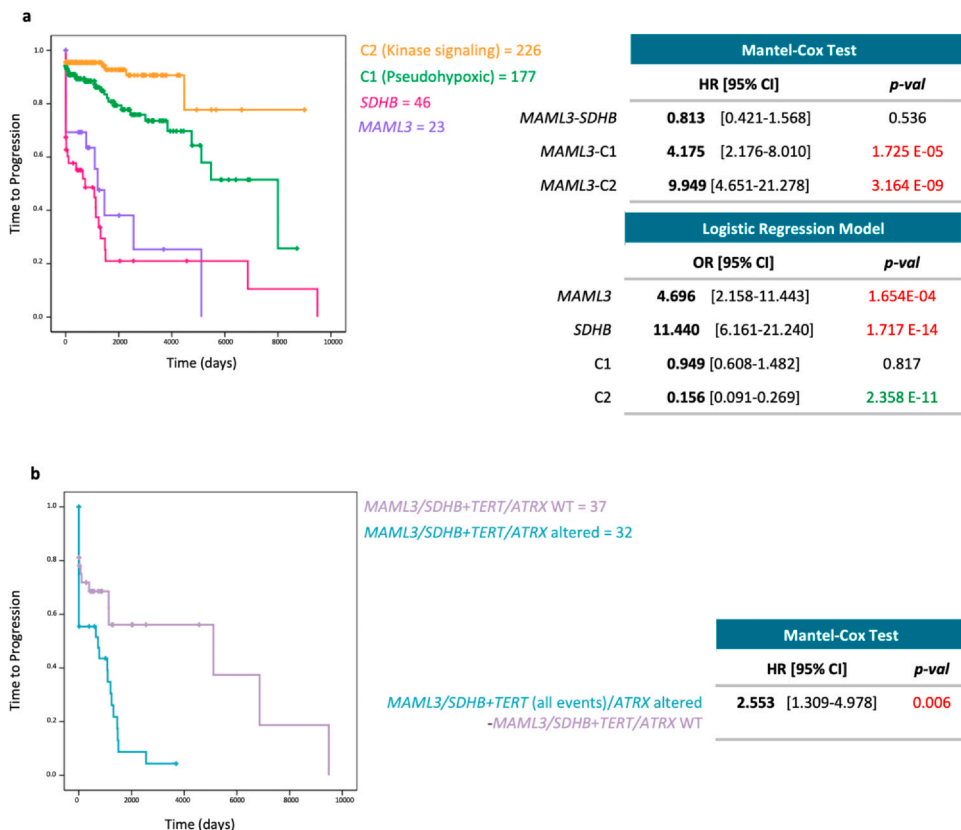 a
C2 (Kinase signaling) = 226
C1 (Pseudohypoxic) = 177
SDHB = 46
MAML3 = 23
Time to Progression
1.0
0.8
0.6
0.4
0.2
0.0
0 2000 4000 6000 8000 10000
Time (days)
Mantel-Cox Test
HR [95% CI] p-val
MAML3-SDHB 0.813 [0.421-1.568] 0.536
MAML3-C1 4.175 [2.176-8.010] 1.725 E-05
MAML3-C2 9.949 [4.651-21.278] 3.164 E-09
Logistic Regression Model
OR [95% CI] p-val
MAML3 4.696 [2.158-11.443] 1.654E-04
SDHB 11.440 [6.161-21.240] 1.717 E-14
C1 0.949 [0.608-1.482] 0.817
C2 0.156 [0.091-0.269] 2.358 E-11
b
MAML3/SDHB+TERT/ATRX WT = 37
MAML3/SDHB+TERT/ATRX altered = 32
Time to Progression
1.0
0.8
0.6
0.4
0.2
0.0
0 2000 4000 6000 8000 10000
Time (days)
Mantel-Cox Test
HR [95% CI] p-val
MAML3/SDHB+TERT (all events)/ATRX altered 2.553 [1.309-4.978] 0.006
-MAML3/SDHB+TERT/ATRX WT